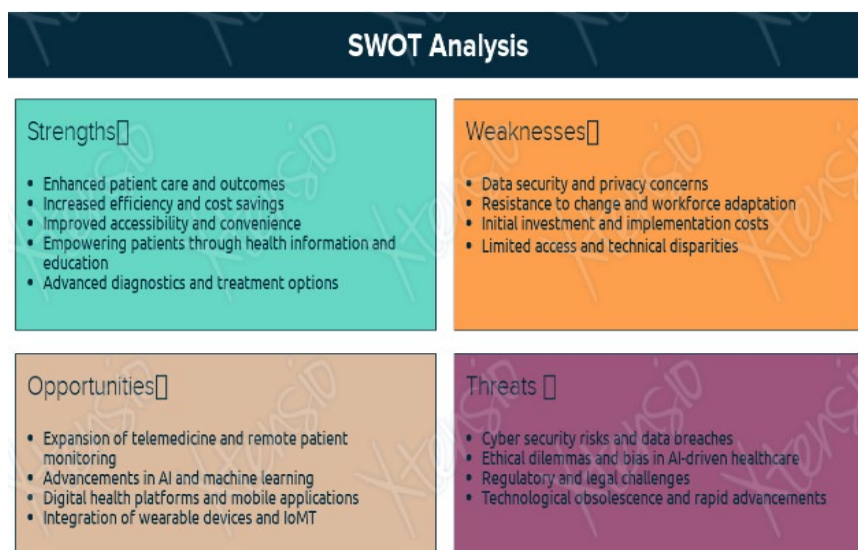 SWOT Analysis
Strengths
• Enhanced patient care and outcomes
• Increased efficiency and cost savings
• Improved accessibility and convenience
• Empowering patients through health information and
education
• Advanced diagnostics and treatment options
Weaknesses
• Data security and privacy concerns
• Resistance to change and workforce adaptation
• Initial investment and implementation costs
• Limited access and technical disparities
Opportunities
• Expansion of telemedicine and remote patient
monitoring
• Advancements in AI and machine learning
• Digital health platforms and mobile applications
• Integration of wearable devices and IoMT
Threats
• Cyber security risks and data breaches
• Ethical dilemmas and bias in AI-driven healthcare
• Regulatory and legal challenges
• Technological obsolescence and rapid advancements
Xtensio